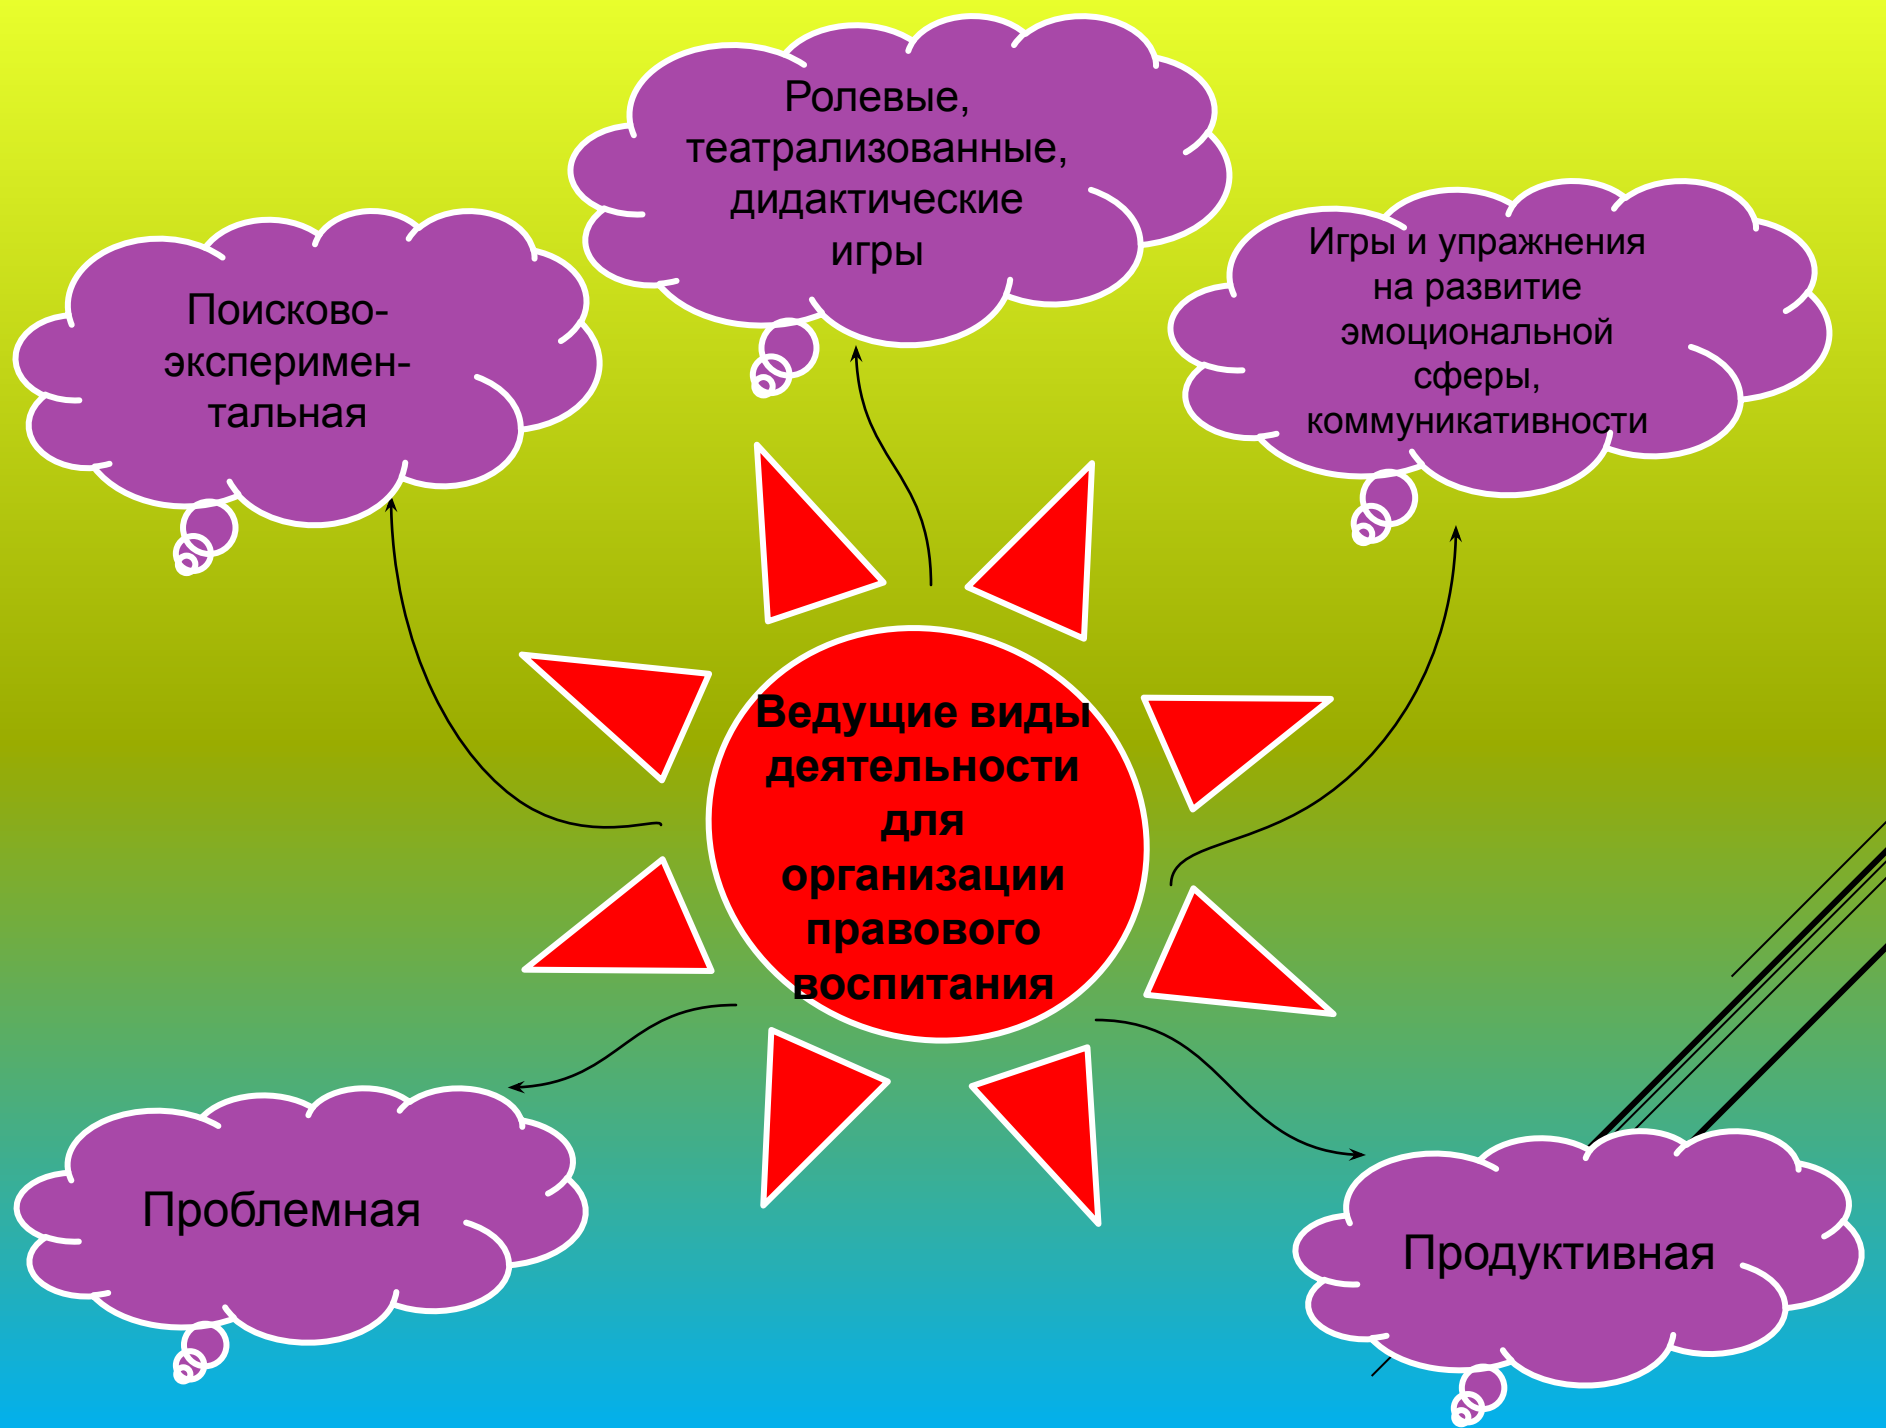 Ролевые,
театрализованные,
дидактические
игры
Игры и упражнения
на развитие
эмоциональной
сферы,
коммуникативности
Поисково-
эксперимен-
тальная
Ведущие виды
деятельности
для
организации
правового
воспитания
Проблемная
Продуктивная